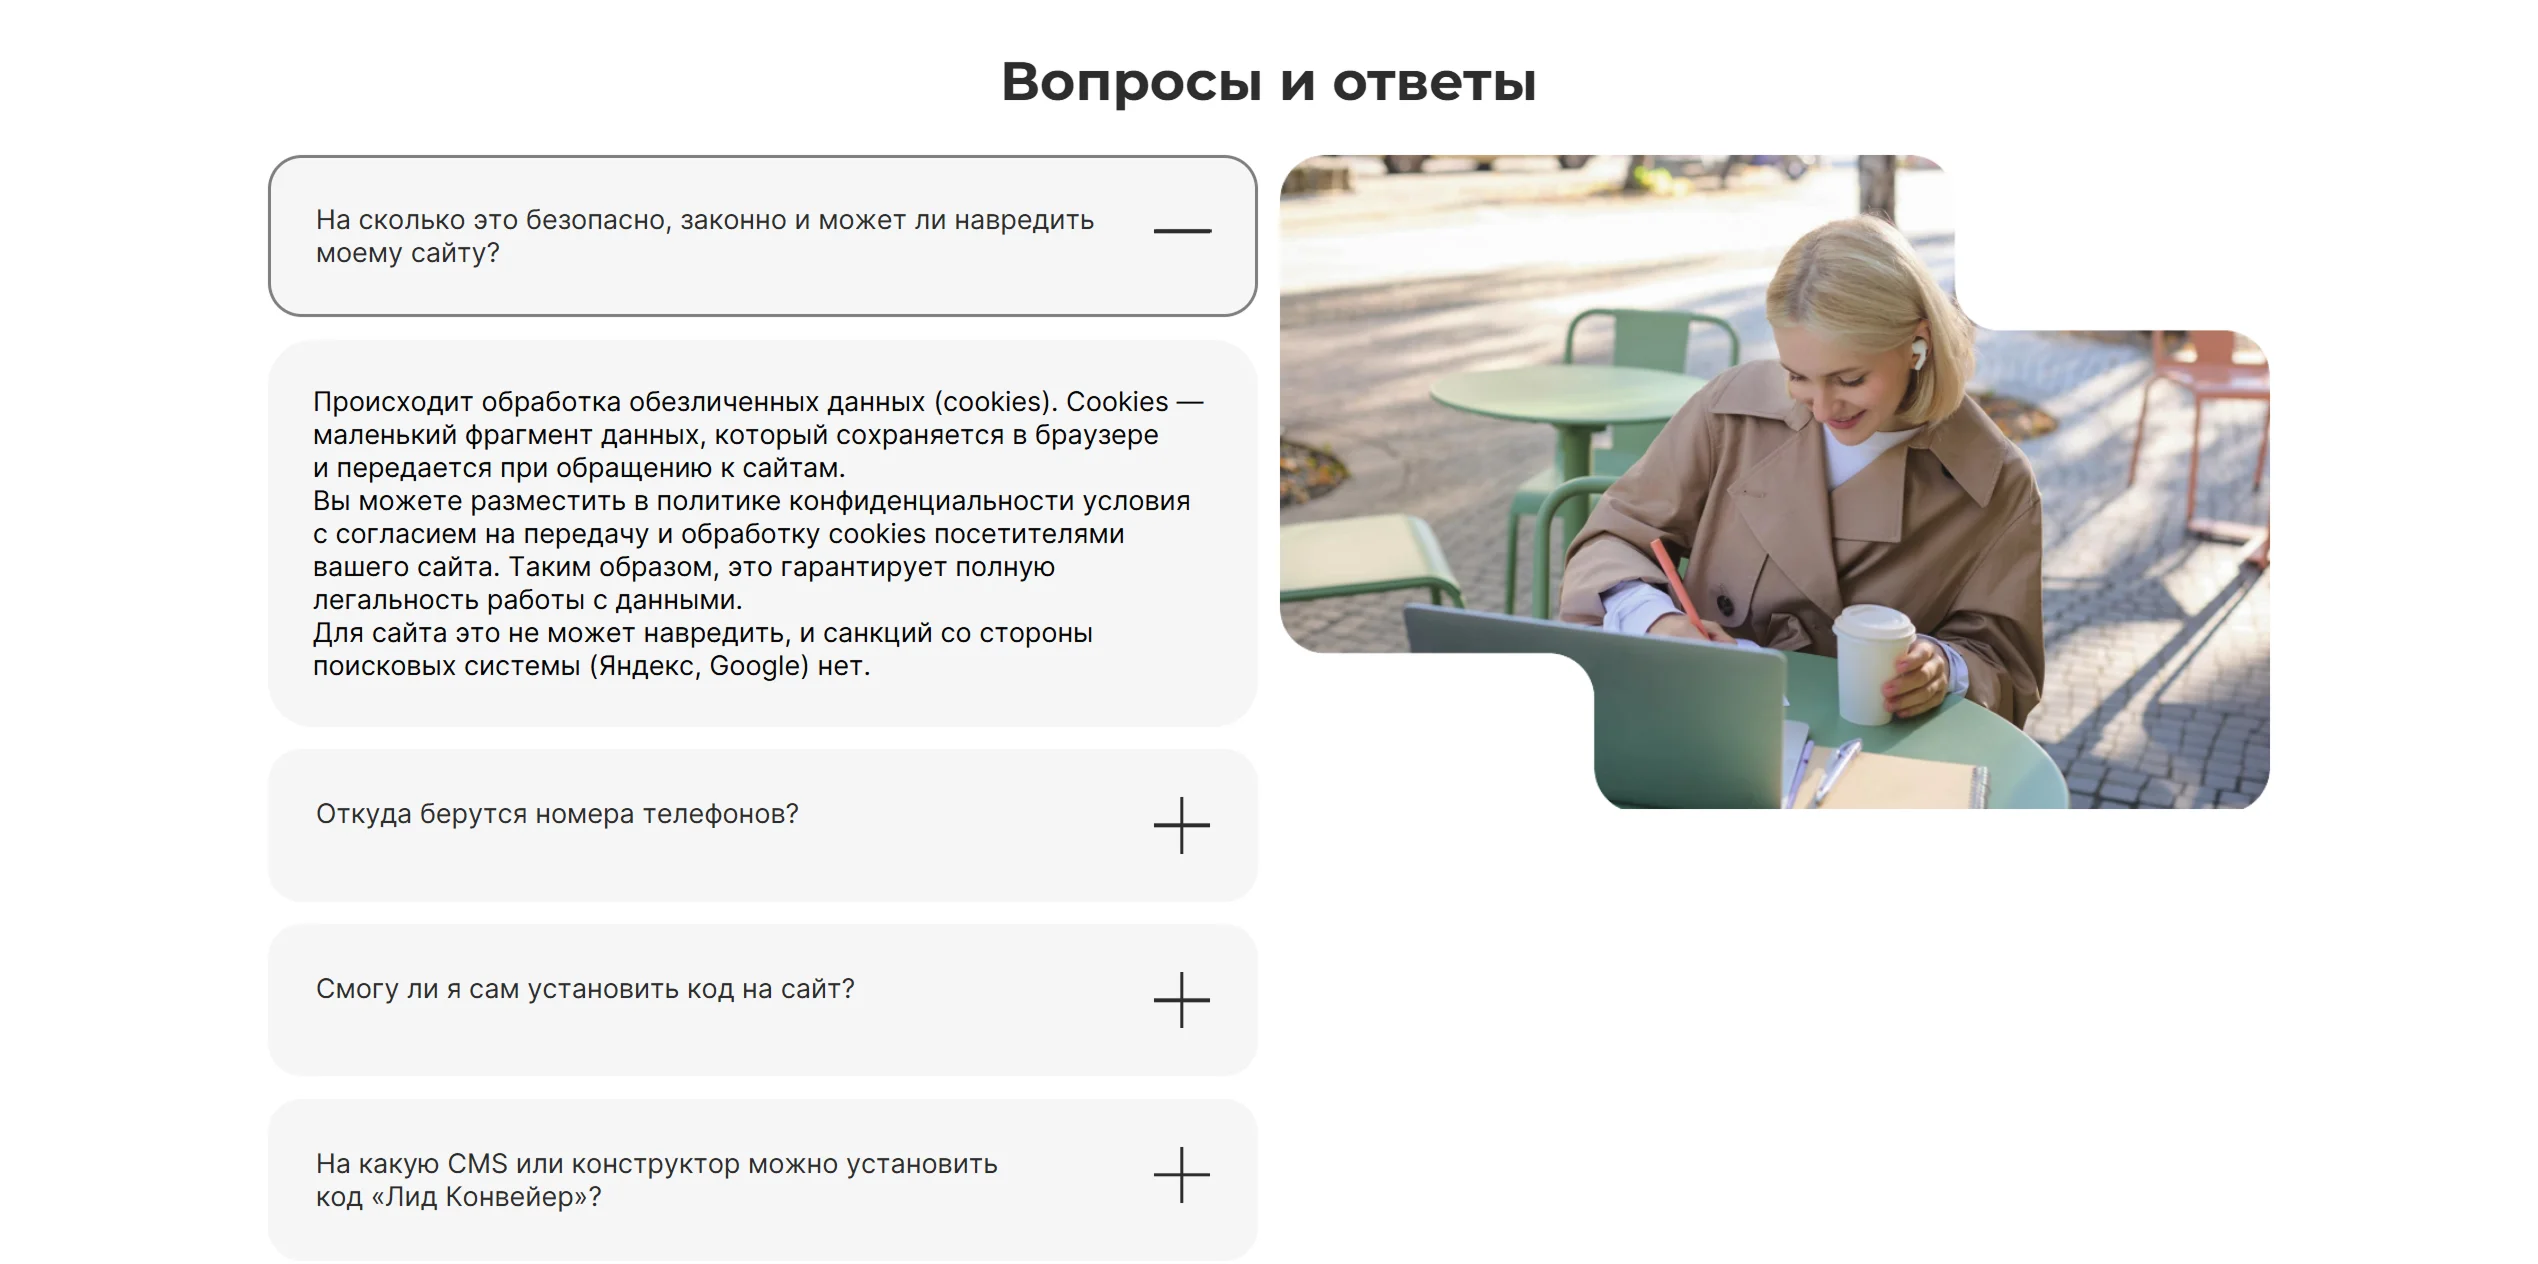 Вопросы и ответы
На сколько это безопасно, законно и может ли навредить
моему сайту?
Происходит обработка обезличенных данных (cookies). Cookies —
маленький фрагмент данных, который сохраняется в браузере
и передается при обращению к сайтам.
Вы можете разместить в политике конфиденциальности условия
с согласием на передачу и обработку cookies посетителями
вашего сайта. Таким образом, это гарантирует полную
легальность работы с данными.
Для сайта это не может навредить, и санкций со стороны
поисковых системы (Яндекс, Google) нет.
Откуда берутся номера телефонов?
Смогу ли я сам установить код на сайт?
На какую CMS или конструктор можно установить
код «Лид Конвейер»?